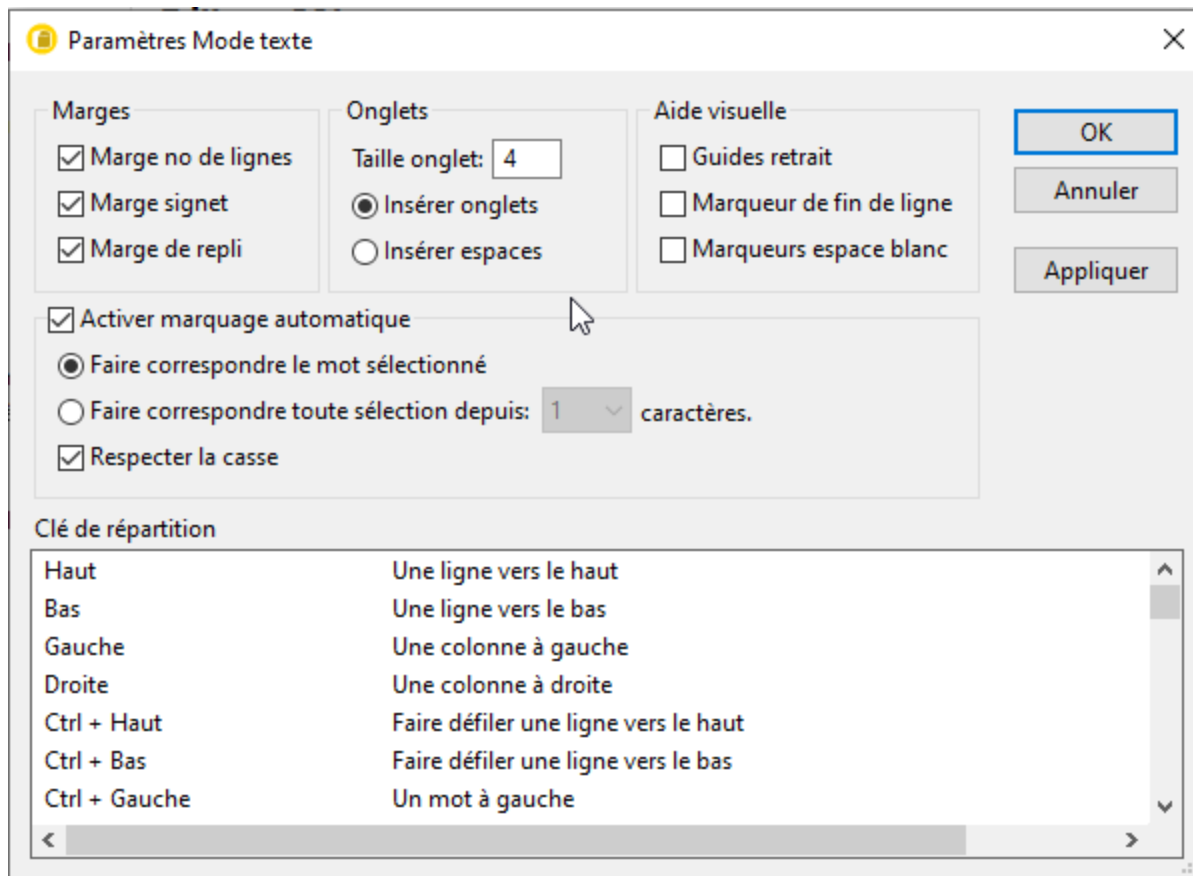 Paramètres Mode texte
Marges
Marge no de lignes
Marge signet
Marge de repli
Onglets
Taille onglet: 4
Insérer onglets
Insérer espaces
Aide visuelle
Guides retrait
Marqueur de fin de ligne
Marqueurs espace blanc
OK
Annuler
Appliquer
Activer marquage automatique
Faire correspondre le mot sélectionné
Faire correspondre toute sélection depuis: 1 caractères.
Respecter la casse
Clé de répartition
Haut Une ligne vers le haut
Bas Une ligne vers le bas
Gauche Une colonne à gauche
Droite Une colonne à droite
Ctrl + Haut Faire défiler une ligne vers le haut
Ctrl + Bas Faire défiler une ligne vers le bas
Ctrl + Gauche Un mot à gauche